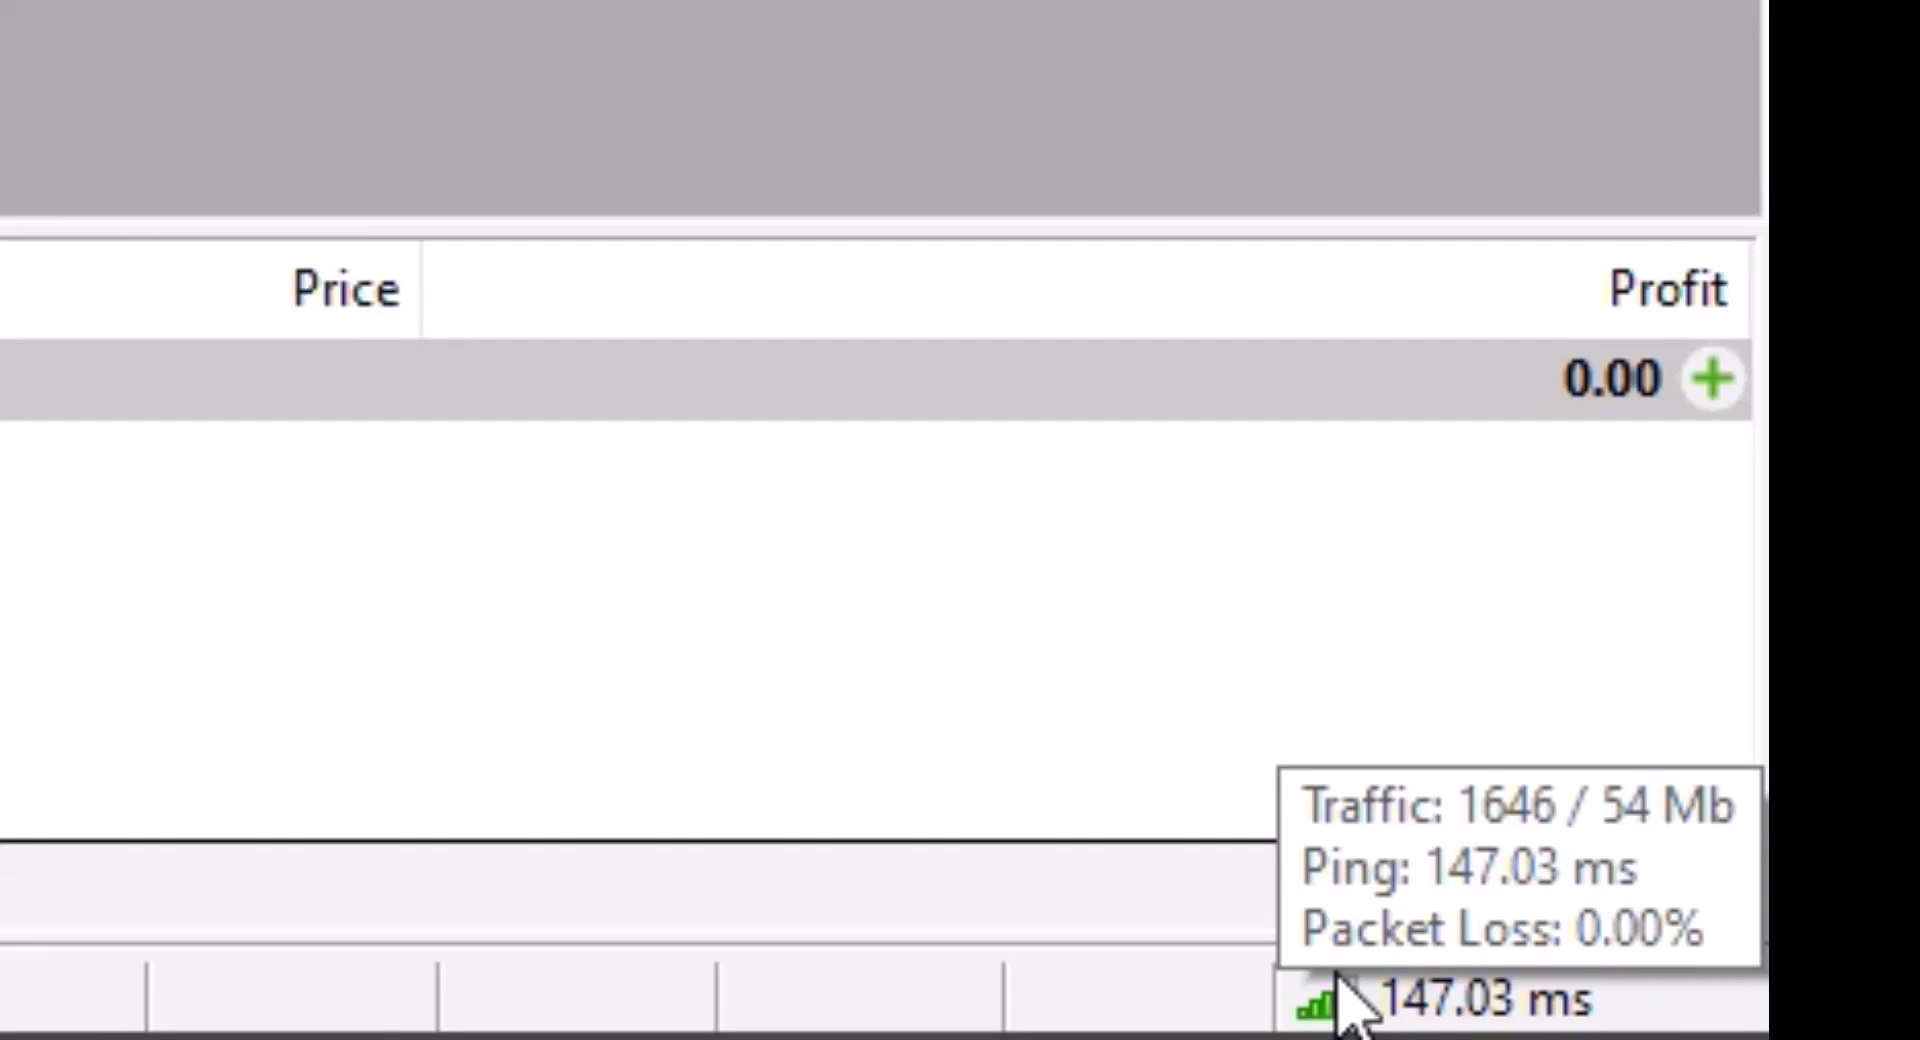 Price Profit
0.00
Traffic: 1646 / 54 Mb
Ping: 147.03 ms
Packet Loss: 0.00%
147.03 ms